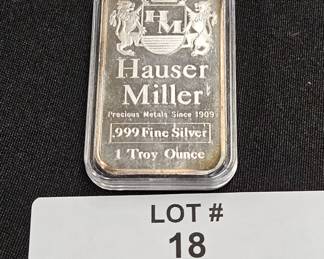 HM
Hauser
Miller
Precious Metals Since 1909
.999 Fine Silver
1 Troy Ounce
LOT #
18